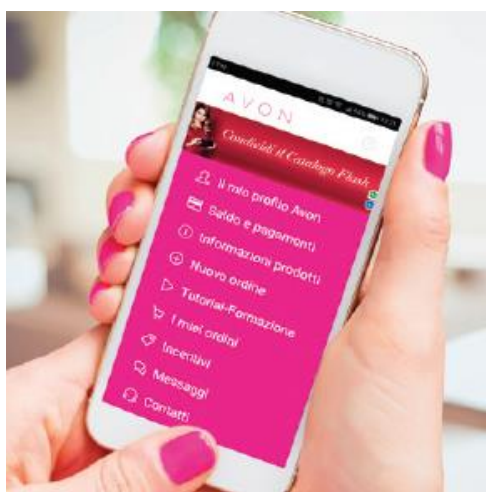 AVON
Condividi il Catalogo Flash
Il mio profilo Avon
Saldo e pagamenti
Informazioni prodotti
Nuovo ordine
Tutorial-Formazione
I miei ordini
Incentivi
Messaggi
Contatti